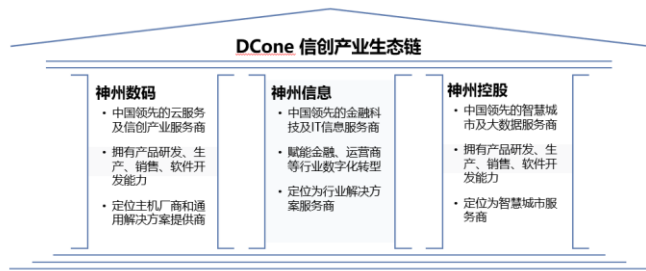 DCone 信创产业生态链
神州数码
• 中国领先的云服务
及信创产业服务商
• 拥有产品研发、生
产、销售、软件开
发能力
• 定位主机厂商和通
用解决方案提供商
神州信息
• 中国领先的金融科
技及IT信息服务商
• 赋能金融、运营商
等行业数字化转型
• 定位为行业解决方
案服务商
神州控股
• 中国领先的智慧城
市及大数据服务商
• 拥有产品研发、生
产、销售、软件开
发能力
• 定位为智慧城市服
务商